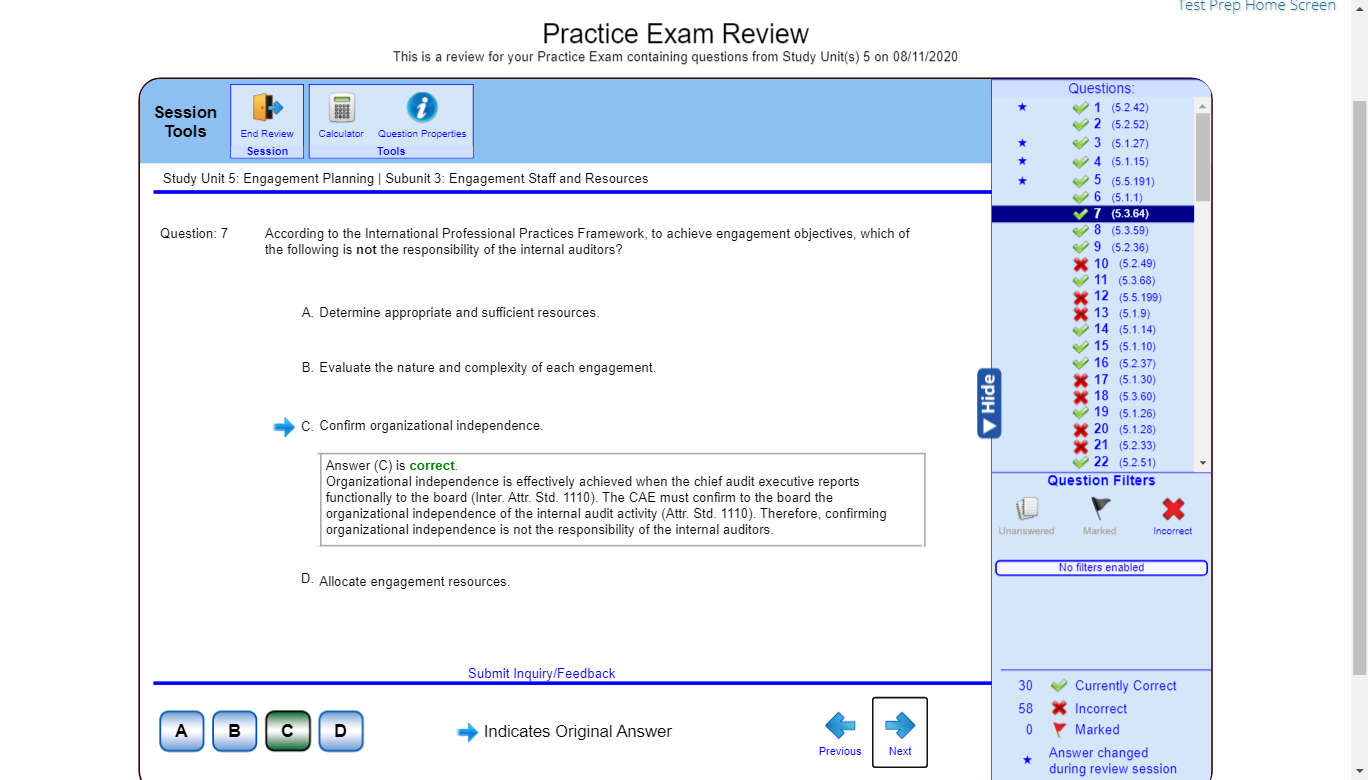 Test Prep Home Screen
Practice Exam Review
This is a review for your Practice Exam containing questions from Study Unit(s) 5 on 08/11/2020
Session
Tools
End Review
Session
Calculator
Question Properties
Tools
Study Unit 5: Engagement Planning | Subunit 3: Engagement Staff and Resources
Question: 7
According to the International Professional Practices Framework, to achieve engagement objectives, which of
the following is not the responsibility of the internal auditors?
A. Determine appropriate and sufficient resources.
B. Evaluate the nature and complexity of each engagement.
C. Confirm organizational independence.
Answer (C) is correct.
Organizational independence is effectively achieved when the chief audit executive reports
functionally to the board (Inter. Attr. Std. 1110). The CAE must confirm to the board the
organizational independence of the internal audit activity (Attr. Std. 1110). Therefore, confirming
organizational independence is not the responsibility of the internal auditors.
D. Allocate engagement resources.
Submit Inquiry/Feedback
A B C D
Indicates Original Answer
Previous
Next
Hide
Questions:
1 (5.2.42)
2 (5.2.52)
3 (5.1.27)
4 (5.1.15)
5 (5.5.191)
6 (5.1.1)
7 (5.3.64)
8 (5.3.59)
9 (5.2.36)
10 (5.2.49)
11 (5.3.68)
12 (5.5.199)
13 (5.1.9)
14 (5.1.14)
15 (5.1.10)
16 (5.2.37)
17 (5.1.30)
18 (5.3.60)
19 (5.1.26)
20 (5.1.28)
21 (5.2.33)
22 (5.2.51)
Question Filters
Unanswered
Marked
Incorrect
No filters enabled
30 Currently Correct
58 Incorrect
0 Marked
Answer changed
during review session